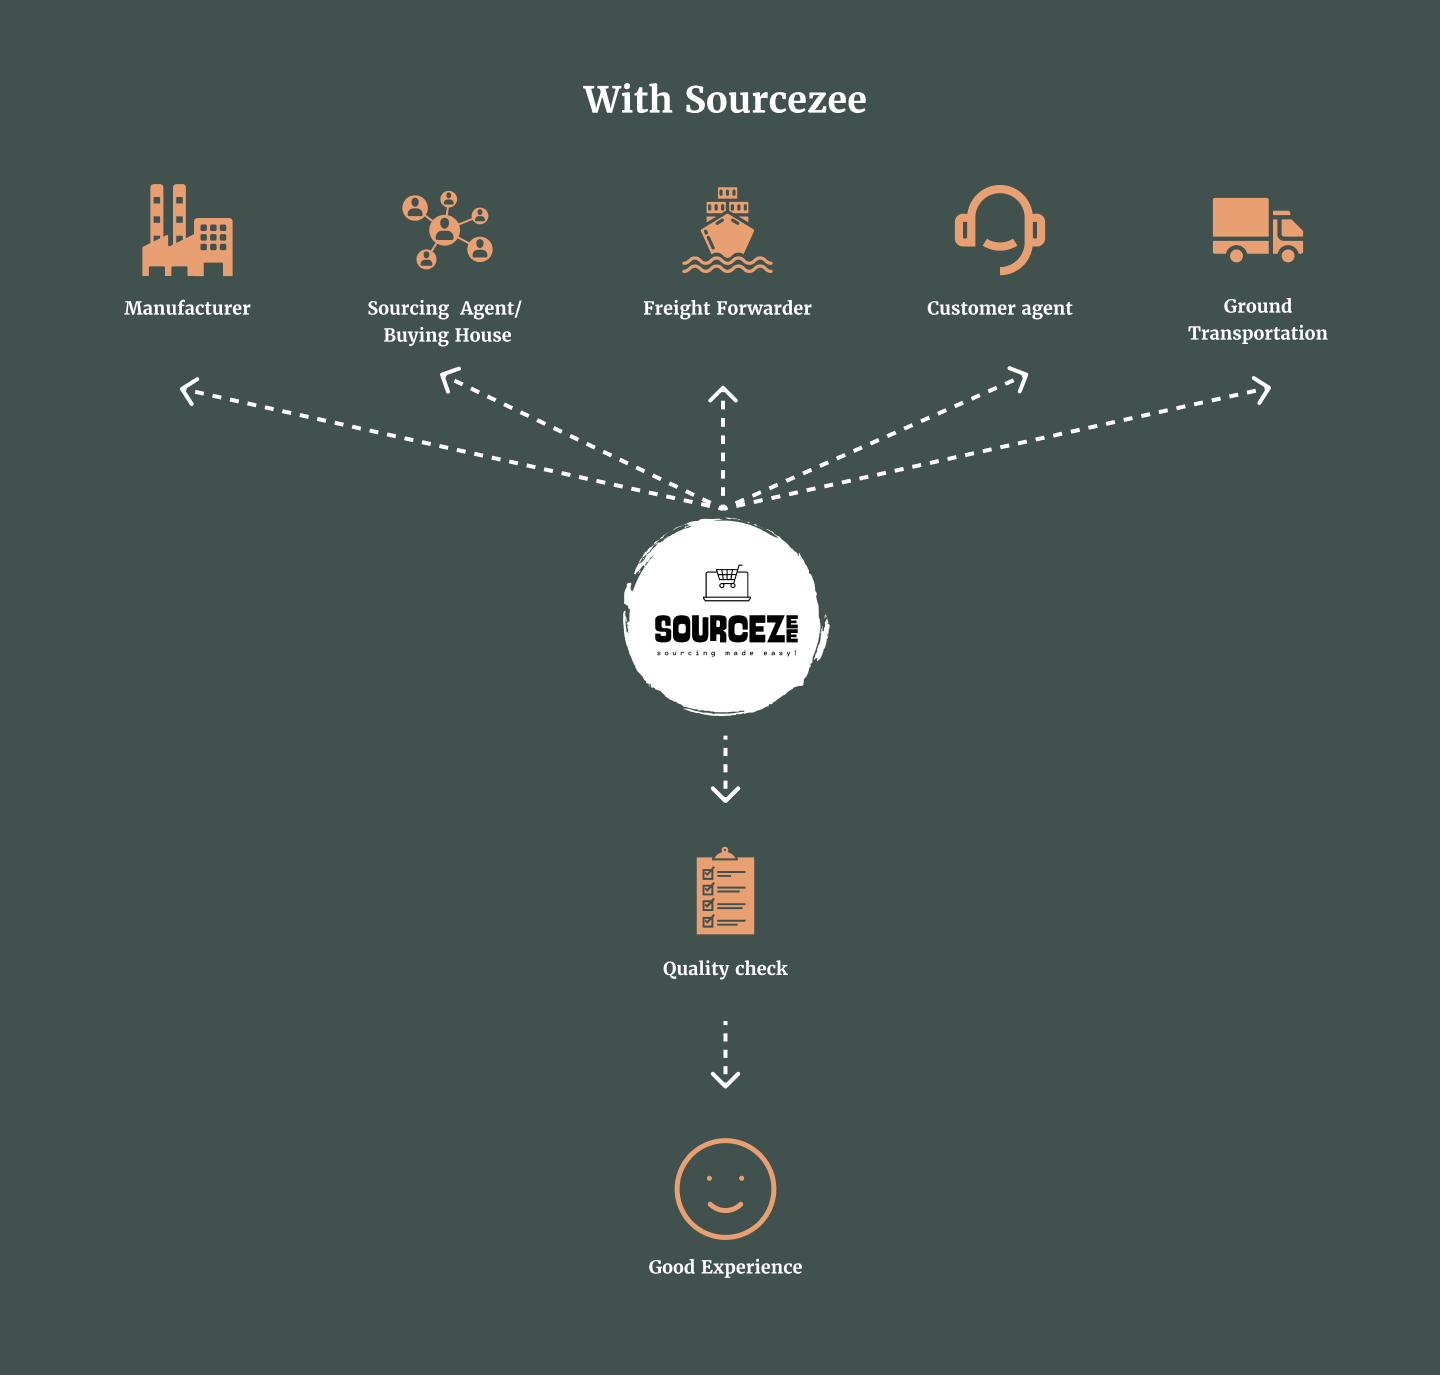 With Sourcezee
Manufacturer
Sourcing Agent/
Buying House
Freight Forwarder
Customer agent
Ground
Transportation
SOURCEZEE
sourcing made easy!
Quality check
Good Experience